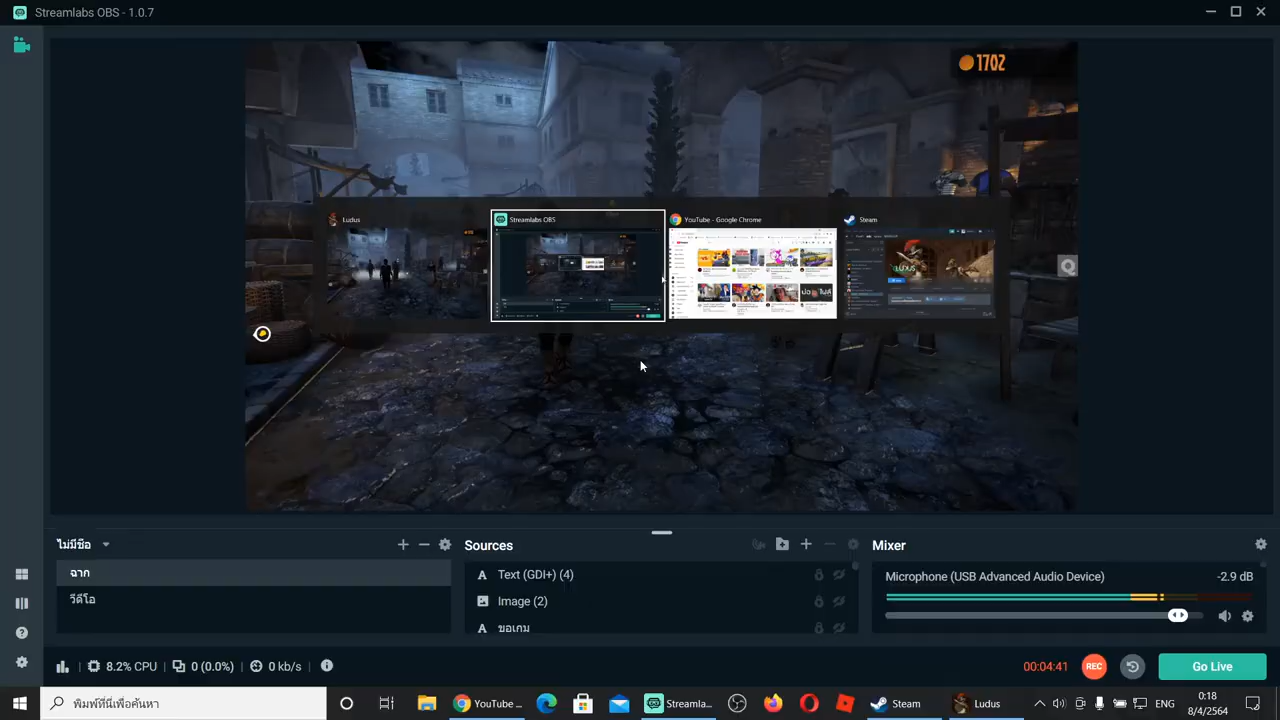 Streamlabs OBS - 1.0.7
1702
Ludus
Streamlabs OBS
YouTube - Google Chrome
Steam
ไม่มีชื่อ
Sources
Mixer
ฉาก
วีดีโอ
Text (GDI+) (4)
Image (2)
ขอเกม
Microphone (USB Advanced Audio Device)
-2.9 dB
8.2% CPU
0 (0.0%)
0 kb/s
00:04:41
REC
Go Live
พิมพ์ที่นี่เพื่อค้นหา
YouTube ...
Streamla...
Steam
Ludus
ENG
0:18
8/4/2564